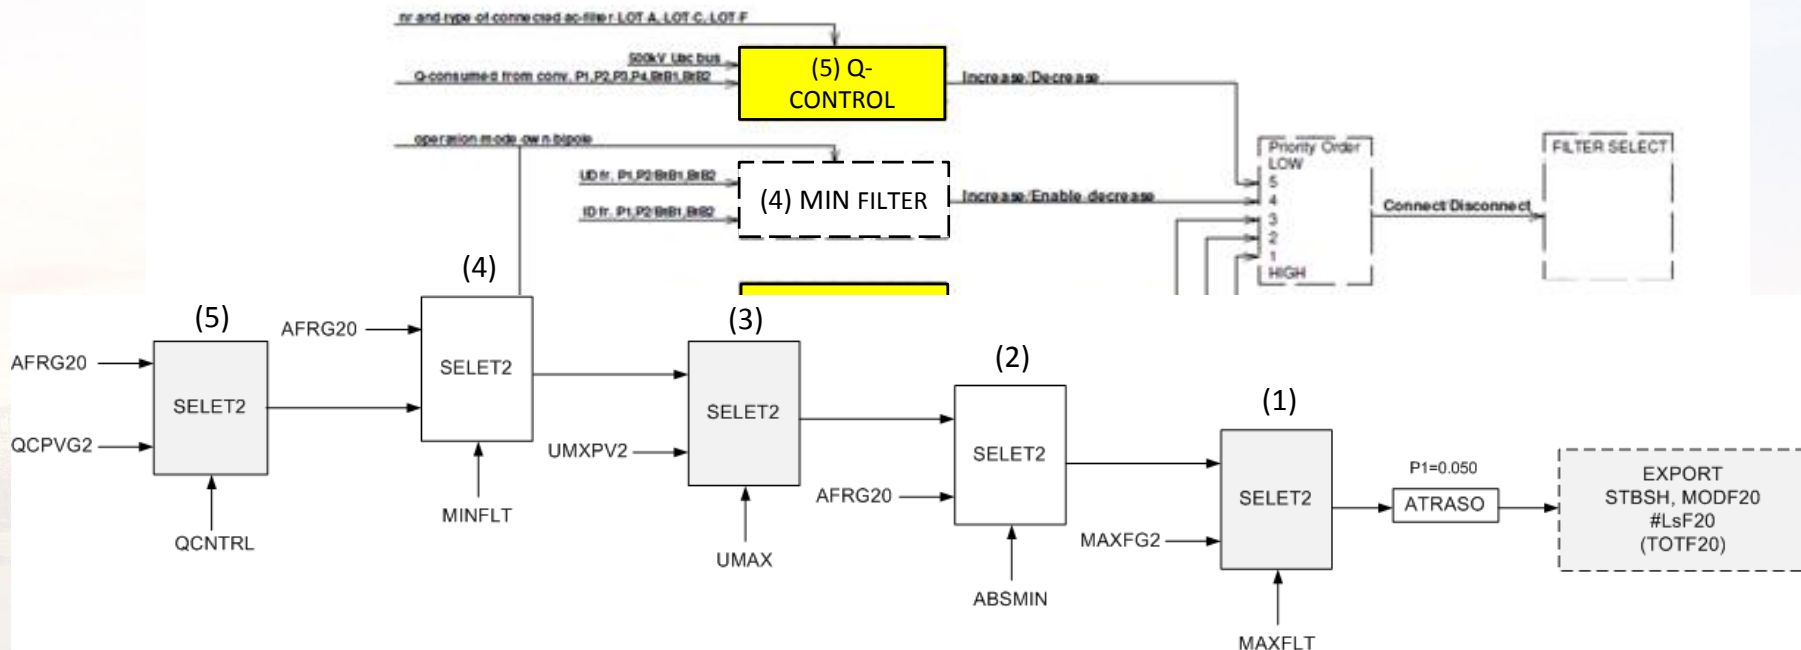 nr and type of connected ac-filter LOT A, LOT C, LOT F
500kV Uac bus
Q-consumed from conv. P1,P2,P3,P4,BtB1,BtB2
(5) Q-
CONTROL
Increase/Decrease
operation mode own bipole
UD fr. P1,P2 BtB1,BtB2
ID fr. P1,P2 BtB1,BtB2
(4) MIN FILTER
Increase/Enable decrease
Priority Order
LOW
5
4
3
2
1
HIGH
Connect/Disconnect
FILTER SELECT
(5)
AFRG20
QCPVG2
SELET2
QCNTRL
(4)
AFRG20
SELET2
MINFLT
(3)
SELET2
UMXPV2
UMAX
(2)
SELET2
AFRG20
ABSMIN
(1)
SELET2
MAXFG2
MAXFLT
P1=0.050
ATRASO
EXPORT
STBSH, MODF20
#LsF20
(TOTF20)